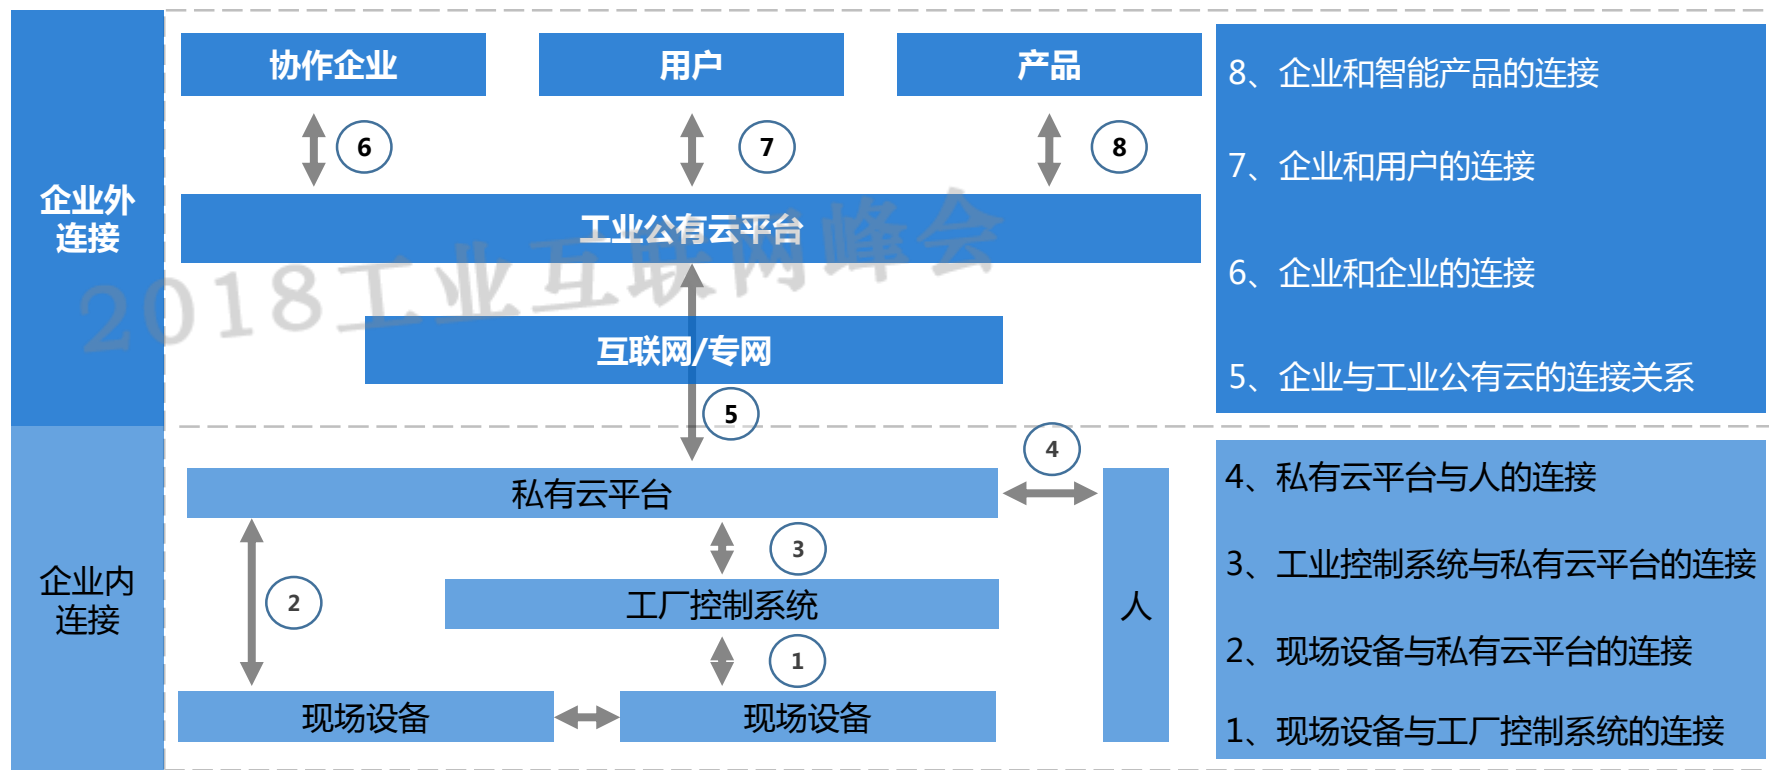 企业外
连接
协作企业
用户
产品
6
7
8
工业公有云平台
2018工业互联网峰会
互联网/专网
5
8、企业和智能产品的连接
7、企业和用户的连接
6、企业和企业的连接
5、企业与工业公有云的连接关系
企业内
连接
4
私有云平台
3
2
工厂控制系统
人
1
现场设备
现场设备
4、私有云平台与人的连接
3、工业控制系统与私有云平台的连接
2、现场设备与私有云平台的连接
1、现场设备与工厂控制系统的连接